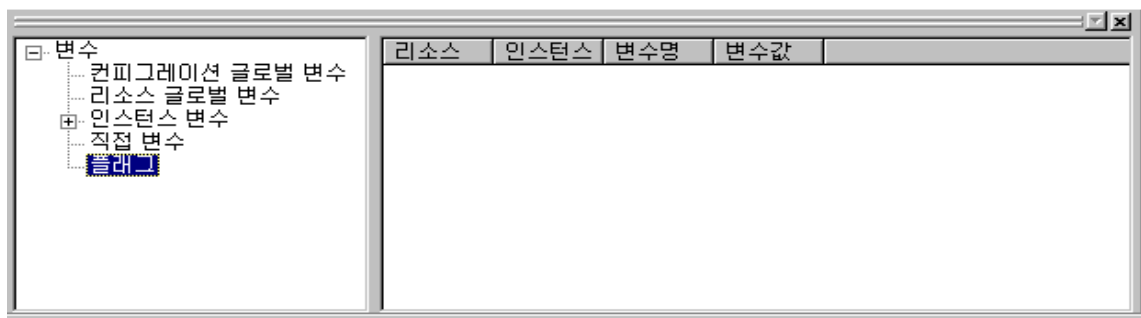 변수
컨피그레이션 글로벌 변수
리소스 글로벌 변수
인스턴스 변수
직접 변수
플래그
리소스 인스턴스 변수명 변수값